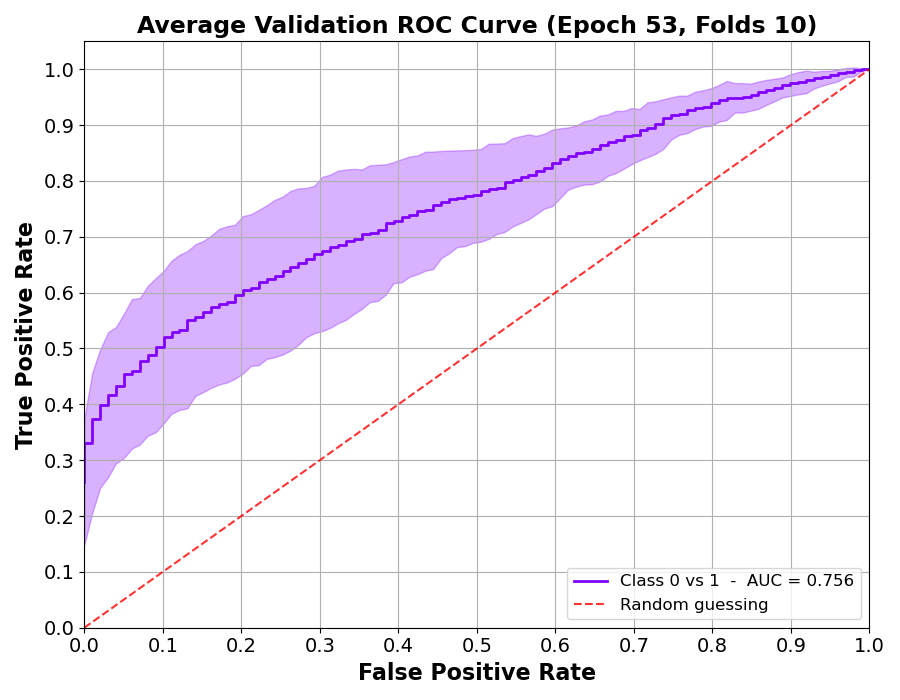 Average Validation ROC Curve (Epoch 53, Folds 10)
True Positive Rate
1.0
0.9
0.8
0.7
0.6
0.5
0.4
0.3
0.2
0.1
0.0
Class 0 vs 1 - AUC = 0.756
Random guessing
0.0 0.1 0.2 0.3 0.4 0.5 0.6 0.7 0.8 0.9 1.0
False Positive Rate